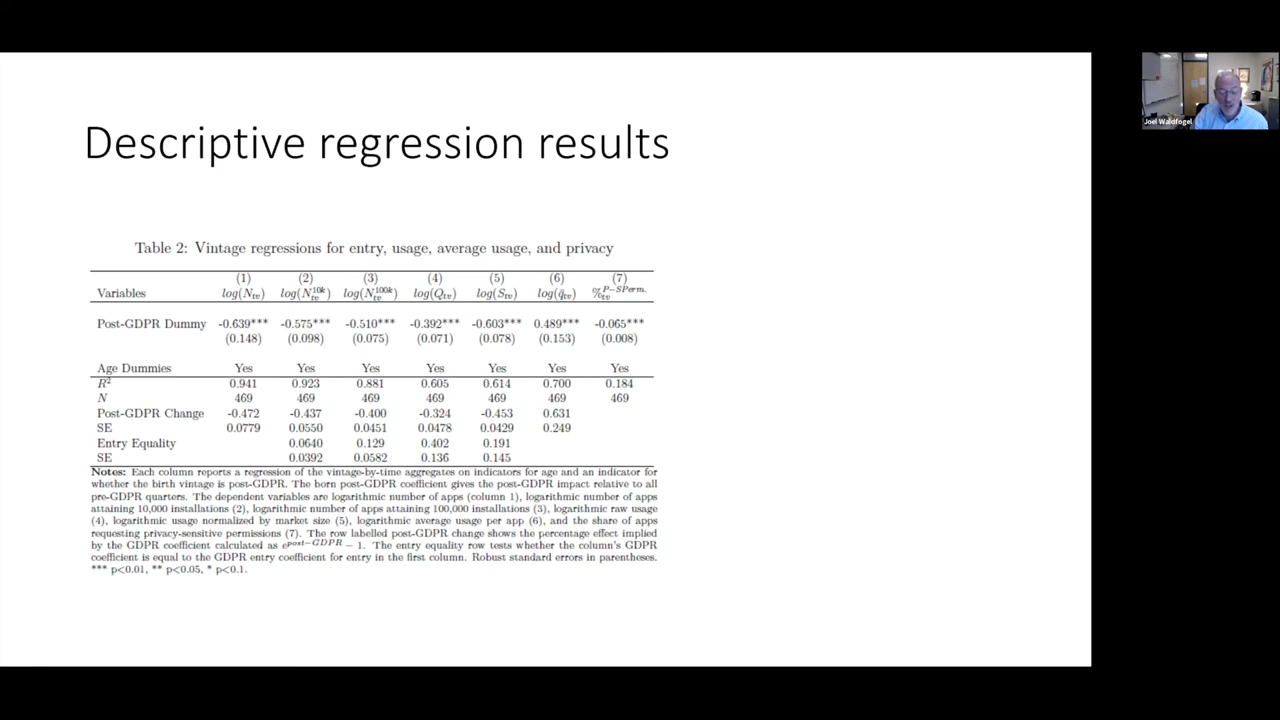 Descriptive regression results
Joel Waldfogel
Table 2: Vintage regressions for entry, usage, average usage, and privacy
(1) (2) (3) (4) (5) (6) (7)
Variables log(N_tv) log(N_tv^10k) log(N_tv^100k) log(Q_tv) log(S_tv) log(q̄_tv) %_tv^P−SPerm.
Post-GDPR Dummy -0.639*** -0.575*** -0.510*** -0.392*** -0.603*** 0.489*** -0.065***
(0.148) (0.098) (0.075) (0.071) (0.078) (0.153) (0.008)
Age Dummies Yes Yes Yes Yes Yes Yes Yes
R² 0.941 0.923 0.881 0.605 0.614 0.700 0.184
N 469 469 469 469 469 469 469
Post-GDPR Change -0.472 -0.437 -0.400 -0.324 -0.453 0.631
SE 0.0779 0.0550 0.0451 0.0478 0.0429 0.249
Entry Equality 0.0640 0.129 0.402 0.191
SE 0.0392 0.0582 0.136 0.145
Notes: Each column reports a regression of the vintage-by-time aggregates on indicators for age and an indicator for
whether the birth vintage is post-GDPR. The born post-GDPR coefficient gives the post-GDPR impact relative to all
pre-GDPR quarters. The dependent variables are logarithmic number of apps (column 1), logarithmic number of apps
attaining 10,000 installations (2), logarithmic number of apps attaining 100,000 installations (3), logarithmic raw usage
(4), logarithmic usage normalized by market size (5), logarithmic average usage per app (6), and the share of apps
requesting privacy-sensitive permissions (7). The row labelled post-GDPR change shows the percentage effect implied
by the GDPR coefficient calculated as e^post−GDPR − 1. The entry equality row tests whether the column's GDPR
coefficient is equal to the GDPR entry coefficient for entry in the first column. Robust standard errors in parentheses.
*** p<0.01, ** p<0.05, * p<0.1.